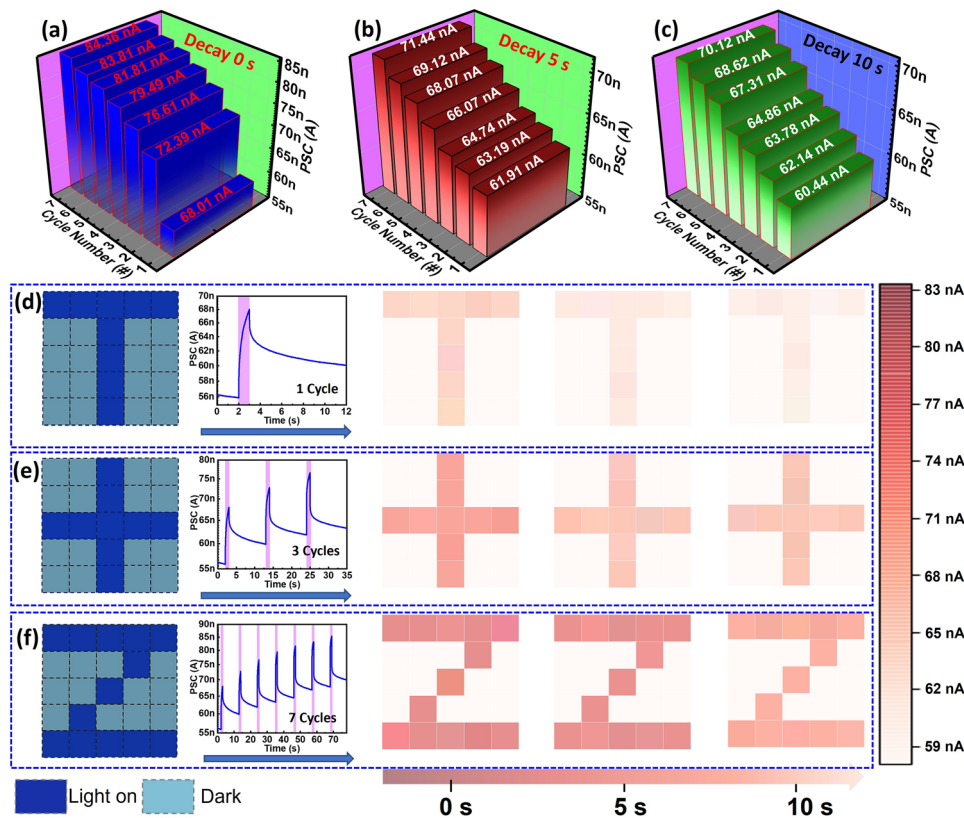 (a)
84.36 nA
83.81 nA
81.81 nA
79.49 nA
76.61 nA
72.39 nA
68.01 nA
85n
80n
75n
70n
65n
60n
55n
PSC (A)
7
6
5
4
3
2
1
Cycle Number (#)
(b)
Decay 5 s
71.44 nA
69.12 nA
68.07 nA
66.07 nA
64.74 nA
63.19 nA
61.91 nA
70n
65n
60n
55n
PSC (A)
7
6
5
4
3
2
1
Cycle Number (#)
(c)
Decay 10 s
70.12 nA
68.62 nA
67.31 nA
64.86 nA
63.78 nA
62.14 nA
60.44 nA
70n
65n
60n
55n
PSC (A)
7
6
5
4
3
2
1
Cycle Number (#)
Decay 0 s
(d)
PSC (A)
70n
68n
66n
64n
62n
60n
58n
56n
1 Cycle
0 2 4 6 8 10 12
Time (s)
(e)
PSC (A)
80n
75n
70n
65n
60n
55n
3 Cycles
0 5 10 15 20 25 30 35
Time (s)
(f)
PSC (A)
90n
85n
80n
75n
70n
65n
60n
55n
7 Cycles
0 10 20 30 40 50 60 70
Time (s)
83 nA
80 nA
77 nA
74 nA
71 nA
68 nA
65 nA
62 nA
59 nA
Light on
Dark
0 s
5 s
10 s